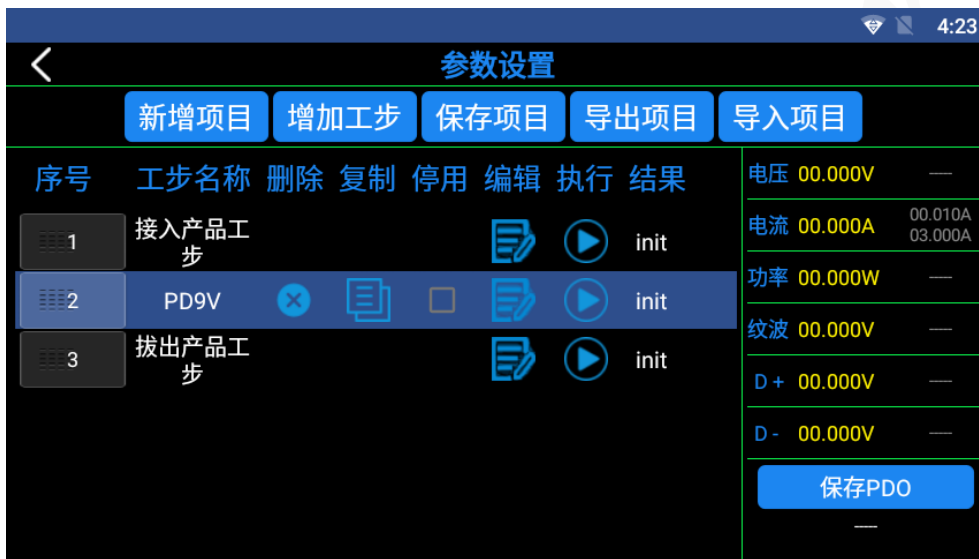 4:23
参数设置
新增项目 增加工步 保存项目 导出项目 导入项目
序号 工步名称 删除 复制 停用 编辑 执行 结果
1 接入产品工
步 init
2 PD9V init
3 拔出产品工
步 init
电压 00.000V -----
电流 00.000A 00.010A
03.000A
功率 00.000W -----
纹波 00.000V -----
D + 00.000V -----
D - 00.000V -----
保存PDO
-----